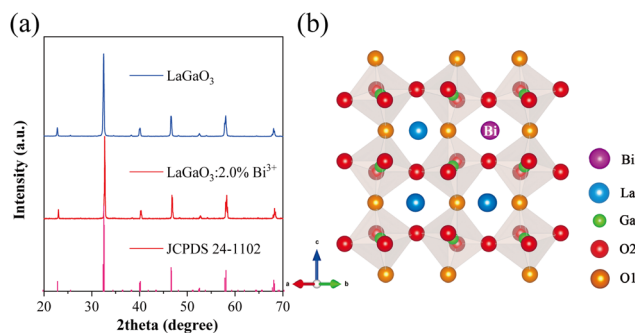 (a)
LaGaO3
LaGaO3:2.0% Bi3+
JCPDS 24-1102
Intensity (a.u.)
20 30 40 50 60 70
2theta (degree)
(b)
Bi
c
a b
Bi
La
Ga
O2
O1